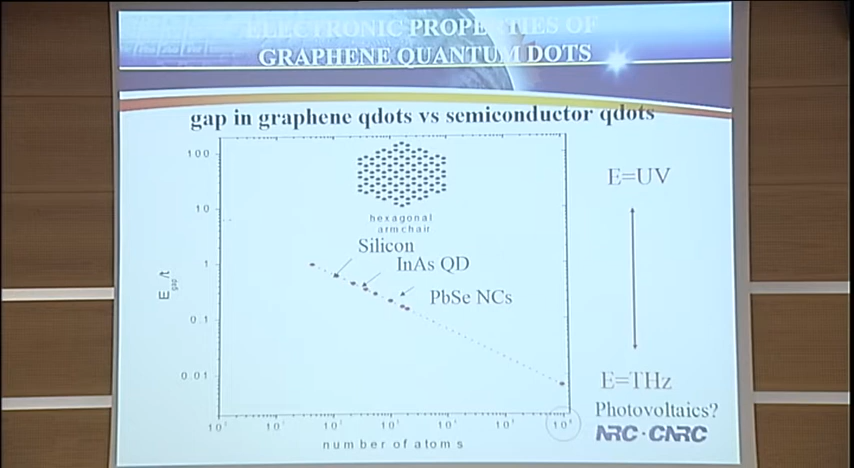 ELECTRONIC PROPERTIES OF
GRAPHENE QUANTUM DOTS
gap in graphene qdots vs semiconductor qdots
100
10
1
0.1
0.01
E gap/t
hexagonal
armchair
Silicon
InAs QD
PbSe NCs
number of atoms
E=UV
E=THz
Photovoltaics?
NRC·CNRC